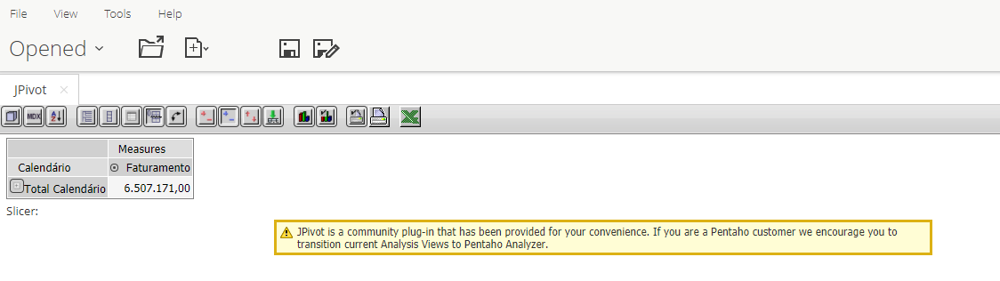 File View Tools Help
Opened
JPivot
MDX
Measures
Calendário Faturamento
Total Calendário 6.507.171,00
Slicer:
JPivot is a community plug-in that has been provided for your convenience. If you are a Pentaho customer we encourage you to
transition current Analysis Views to Pentaho Analyzer.